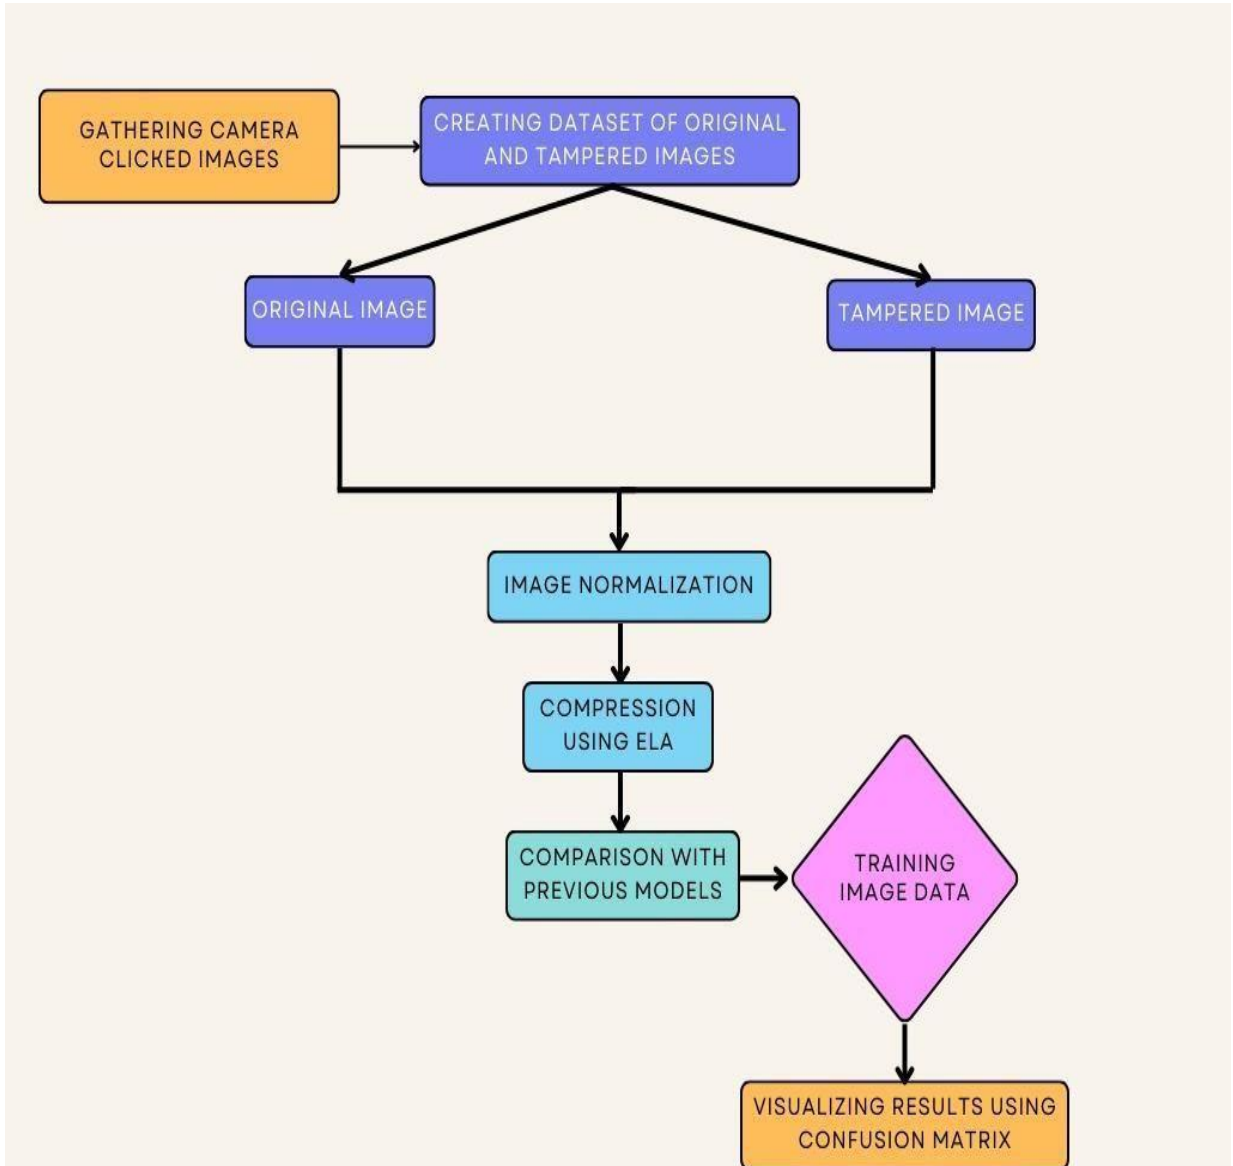 GATHERING CAMERA
CLICKED IMAGES
CREATING DATASET OF ORIGINAL
AND TAMPERED IMAGES
ORIGINAL IMAGE
TAMPERED IMAGE
IMAGE NORMALIZATION
COMPRESSION
USING ELA
COMPARISON WITH
PREVIOUS MODELS
TRAINING
IMAGE DATA
VISUALIZING RESULTS USING
CONFUSION MATRIX